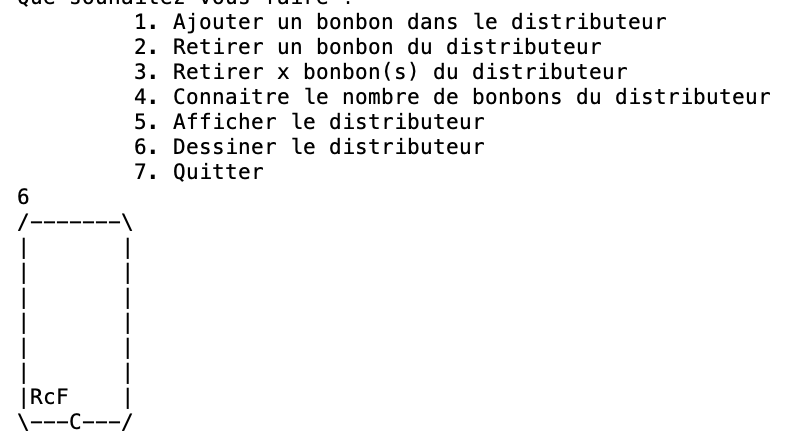 Que souhaitez vous faire :
1. Ajouter un bonbon dans le distributeur
2. Retirer un bonbon du distributeur
3. Retirer x bonbon(s) du distributeur
4. Connaitre le nombre de bonbons du distributeur
5. Afficher le distributeur
6. Dessiner le distributeur
7. Quitter
6
/-------\
|       |
|       |
|       |
|       |
|       |
|       |
|RcF    |
\---C---/